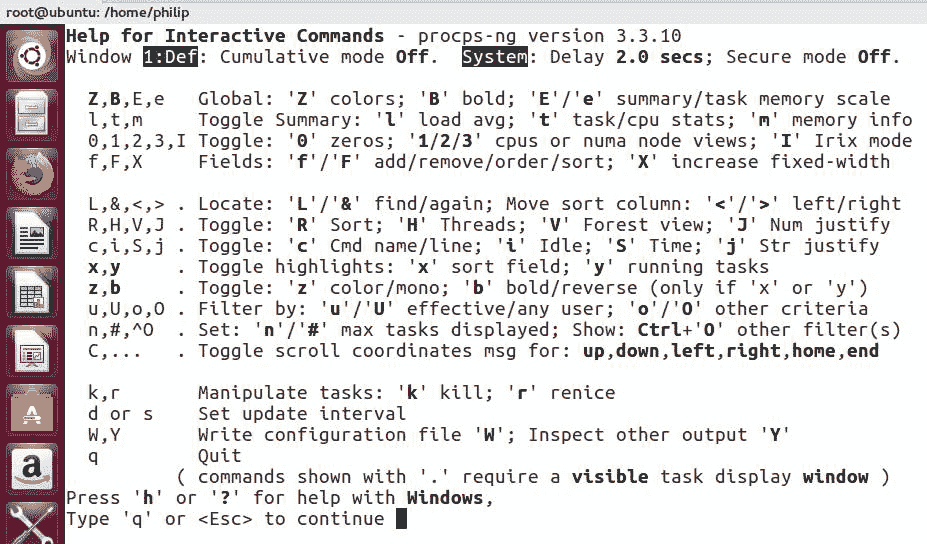 root@ubuntu: /home/philip
Help for Interactive Commands - procps-ng version 3.3.10
Window 1:Def: Cumulative mode Off.  System: Delay 2.0 secs; Secure mode Off.

  Z,B,E,e   Global: 'Z' colors; 'B' bold; 'E'/'e' summary/task memory scale
  l,t,m     Toggle Summary: 'l' load avg; 't' task/cpu stats; 'm' memory info
  0,1,2,3,I Toggle: '0' zeros; '1/2/3' cpus or numa node views; 'I' Irix mode
  f,F,X     Fields: 'f'/'F' add/remove/order/sort; 'X' increase fixed-width

  L,&,<,> . Locate: 'L'/'&' find/again; Move sort column: '<'/'>' left/right
  R,H,V,J . Toggle: 'R' Sort; 'H' Threads; 'V' Forest view; 'J' Num justify
  c,i,S,j . Toggle: 'c' Cmd name/line; 'i' Idle; 'S' Time; 'j' Str justify
  x,y     . Toggle highlights: 'x' sort field; 'y' running tasks
  z,b     . Toggle: 'z' color/mono; 'b' bold/reverse (only if 'x' or 'y')
  u,U,o,O . Filter by: 'u'/'U' effective/any user; 'o'/'O' other criteria
  n,#,^O  . Set: 'n'/'#' max tasks displayed; Show: Ctrl+'O' other filter(s)
  C,...   . Toggle scroll coordinates msg for: up,down,left,right,home,end

  k,r       Manipulate tasks: 'k' kill; 'r' renice
  d or s    Set update interval
  W,Y       Write configuration file 'W'; Inspect other output 'Y'
  q         Quit
          ( commands shown with '.' require a visible task display window )
Press 'h' or '?' for help with Windows,
Type 'q' or <Esc> to continue